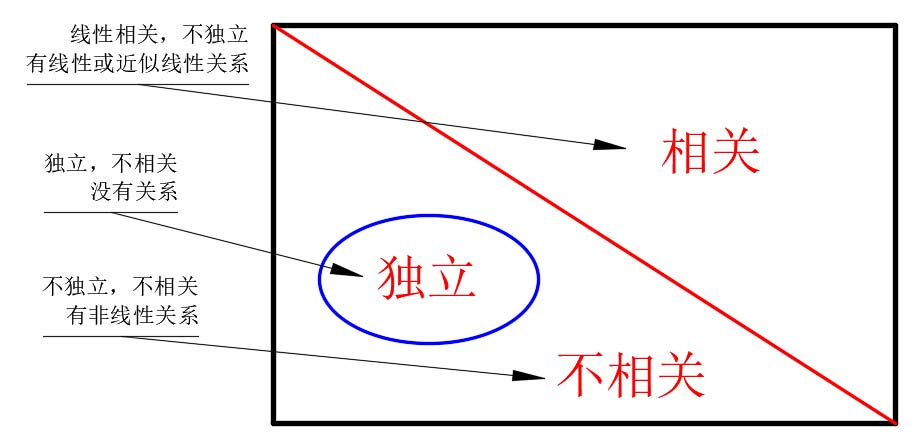 线性相关，不独立
有线性或近似线性关系
相关
独立，不相关
没有关系
独立
不独立，不相关
有非线性关系
不相关